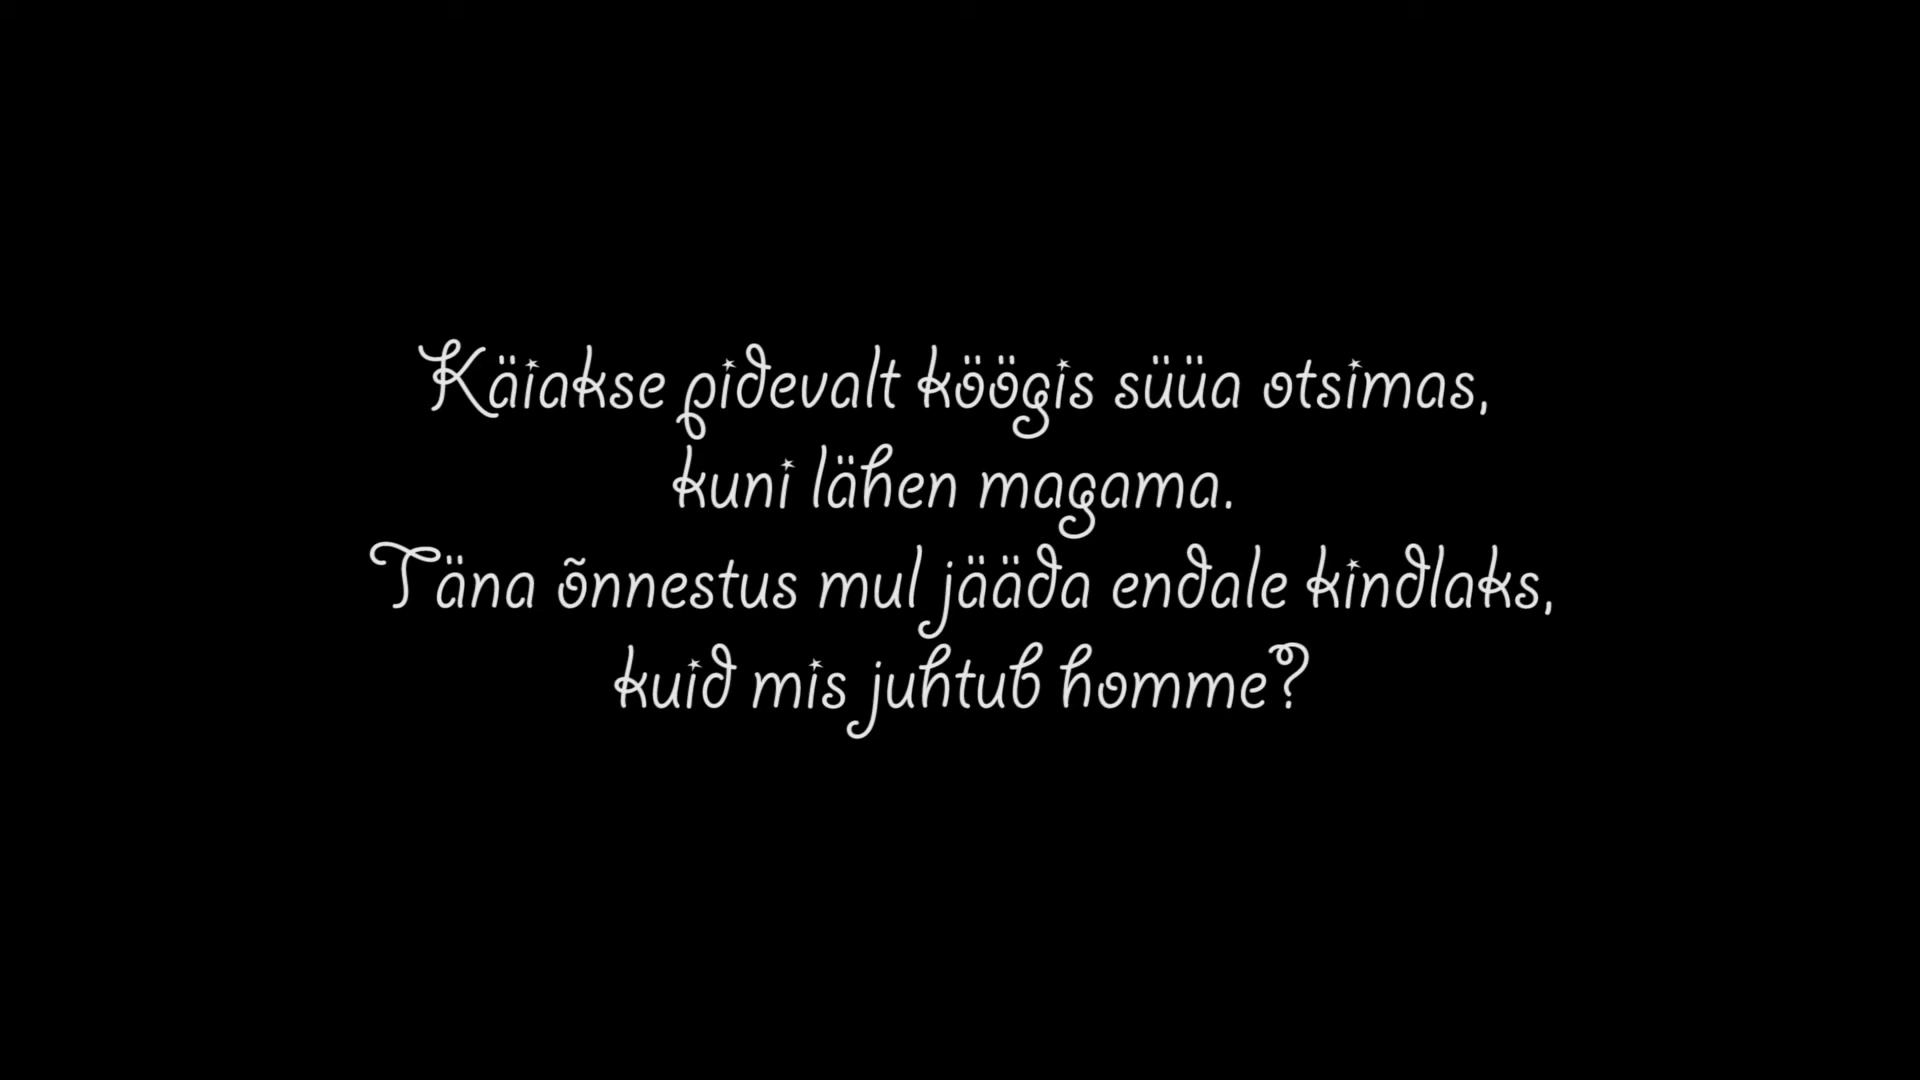 Käiakse pidevalt köögis süüa otsimas,
kuni lähen magama.
Täna õnnestus mul jääda endale kindlaks,
kuid mis juhtub homme?